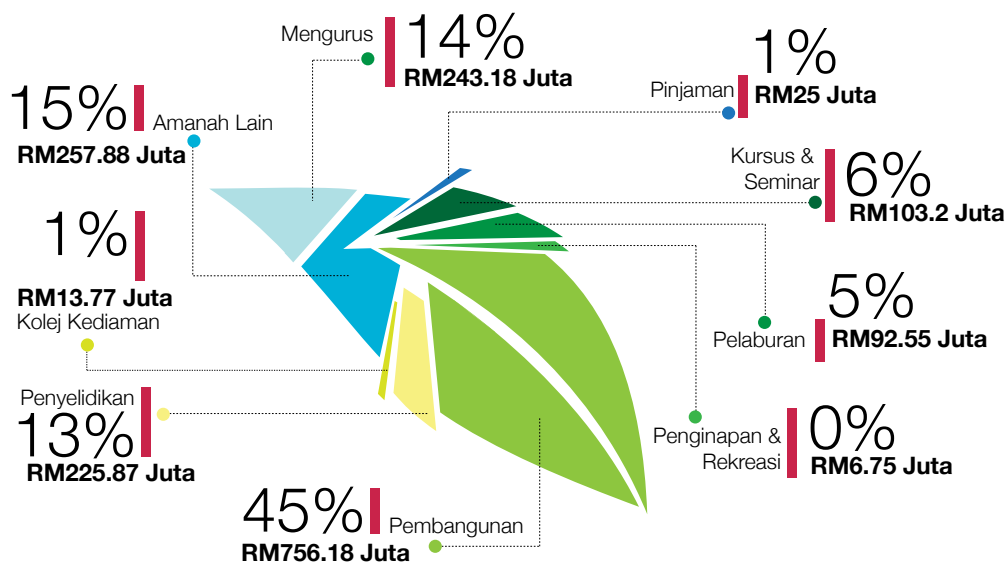 Mengurus
14%
RM243.18 Juta
1%
Pinjaman
RM25 Juta
15%
Amanah Lain
RM257.88 Juta
Kursus &
Seminar
6%
RM103.2 Juta
1%
RM13.77 Juta
Kolej Kediaman
5%
Pelaburan
RM92.55 Juta
Penyelidikan
13%
RM225.87 Juta
Penginapan &
Rekreasi
0%
RM6.75 Juta
45%
Pembangunan
RM756.18 Juta